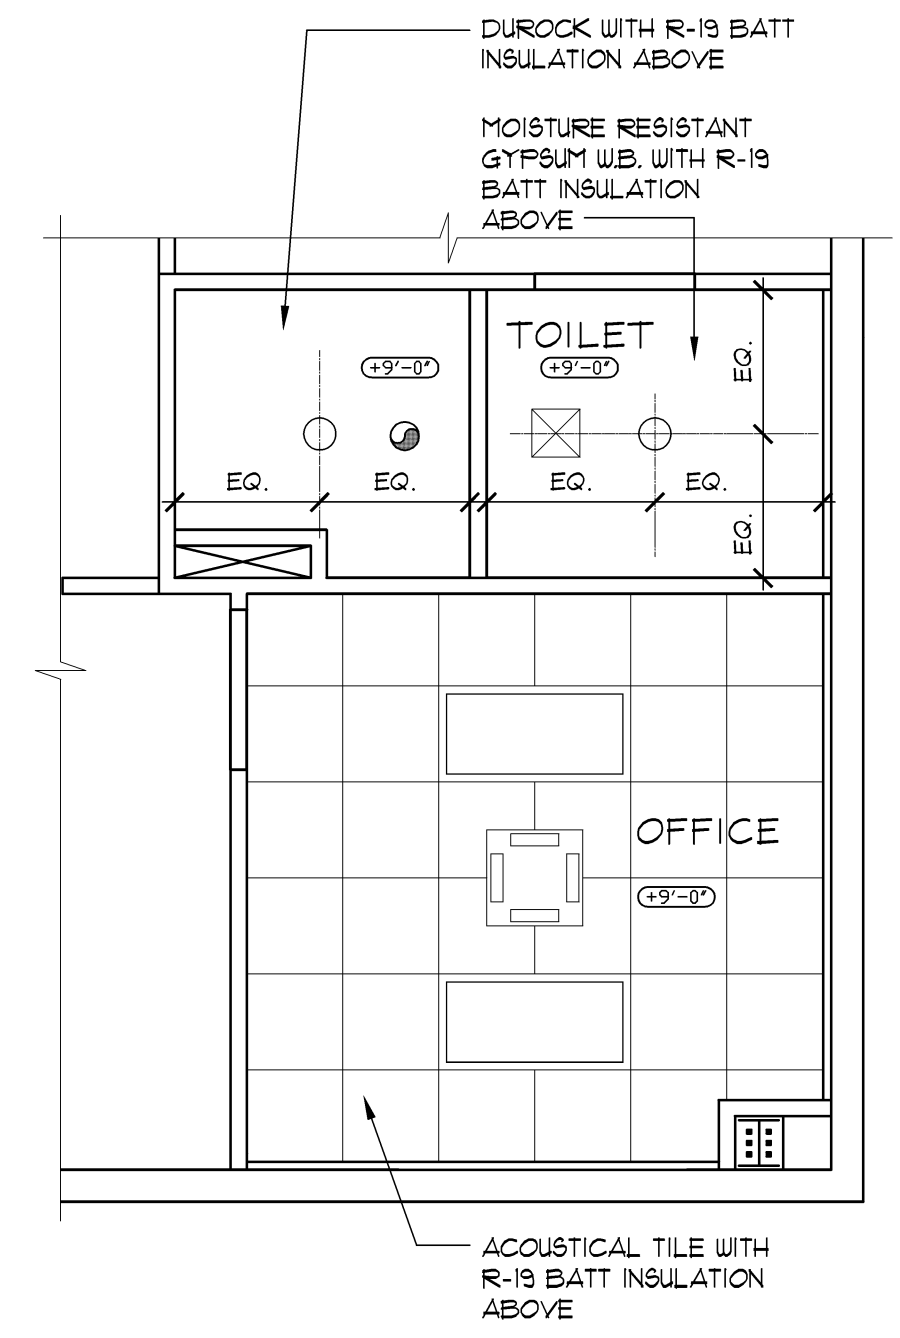 DUROCK WITH R-19 BATT
INSULATION ABOVE
MOISTURE RESISTANT
GYPSUM W.B. WITH R-19
BATT INSULATION
ABOVE
TOILET
+9'-0"
+9'-0"
EQ.
EQ.
EQ.
EQ.
EQ.
EQ.
OFFICE
+9'-0"
ACOUSTICAL TILE WITH
R-19 BATT INSULATION
ABOVE